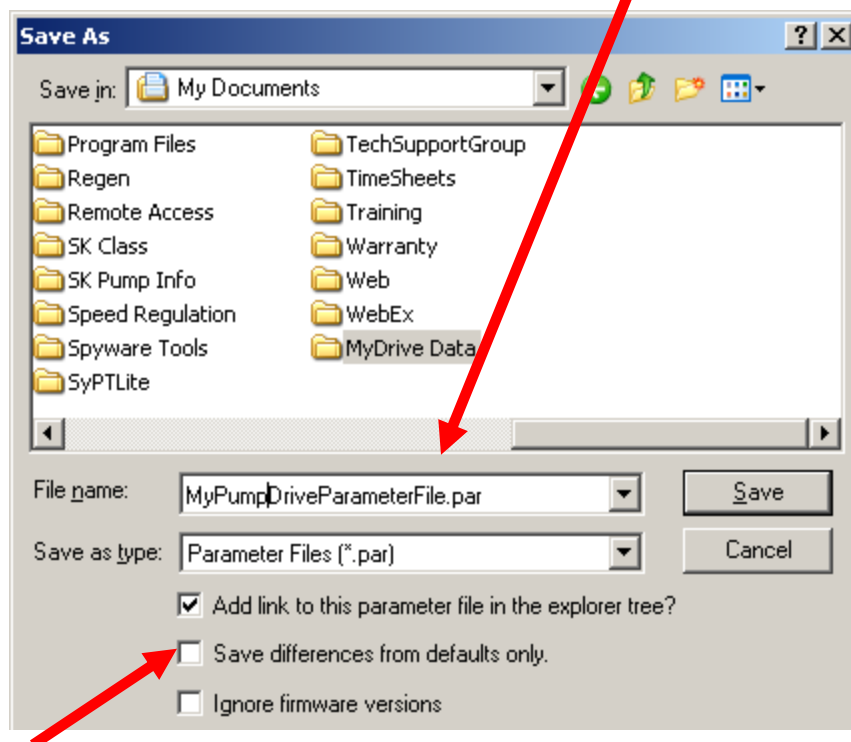 Save As
Save in: My Documents
Program Files
Regen
Remote Access
SK Class
SK Pump Info
Speed Regulation
Spyware Tools
SyPTLite
TechSupportGroup
TimeSheets
Training
Warranty
Web
WebEx
MyDrive Data
File name: MyPumpDriveParameterFile.par Save
Save as type: Parameter Files (*.par) Cancel
Add link to this parameter file in the explorer tree?
Save differences from defaults only.
Ignore firmware versions